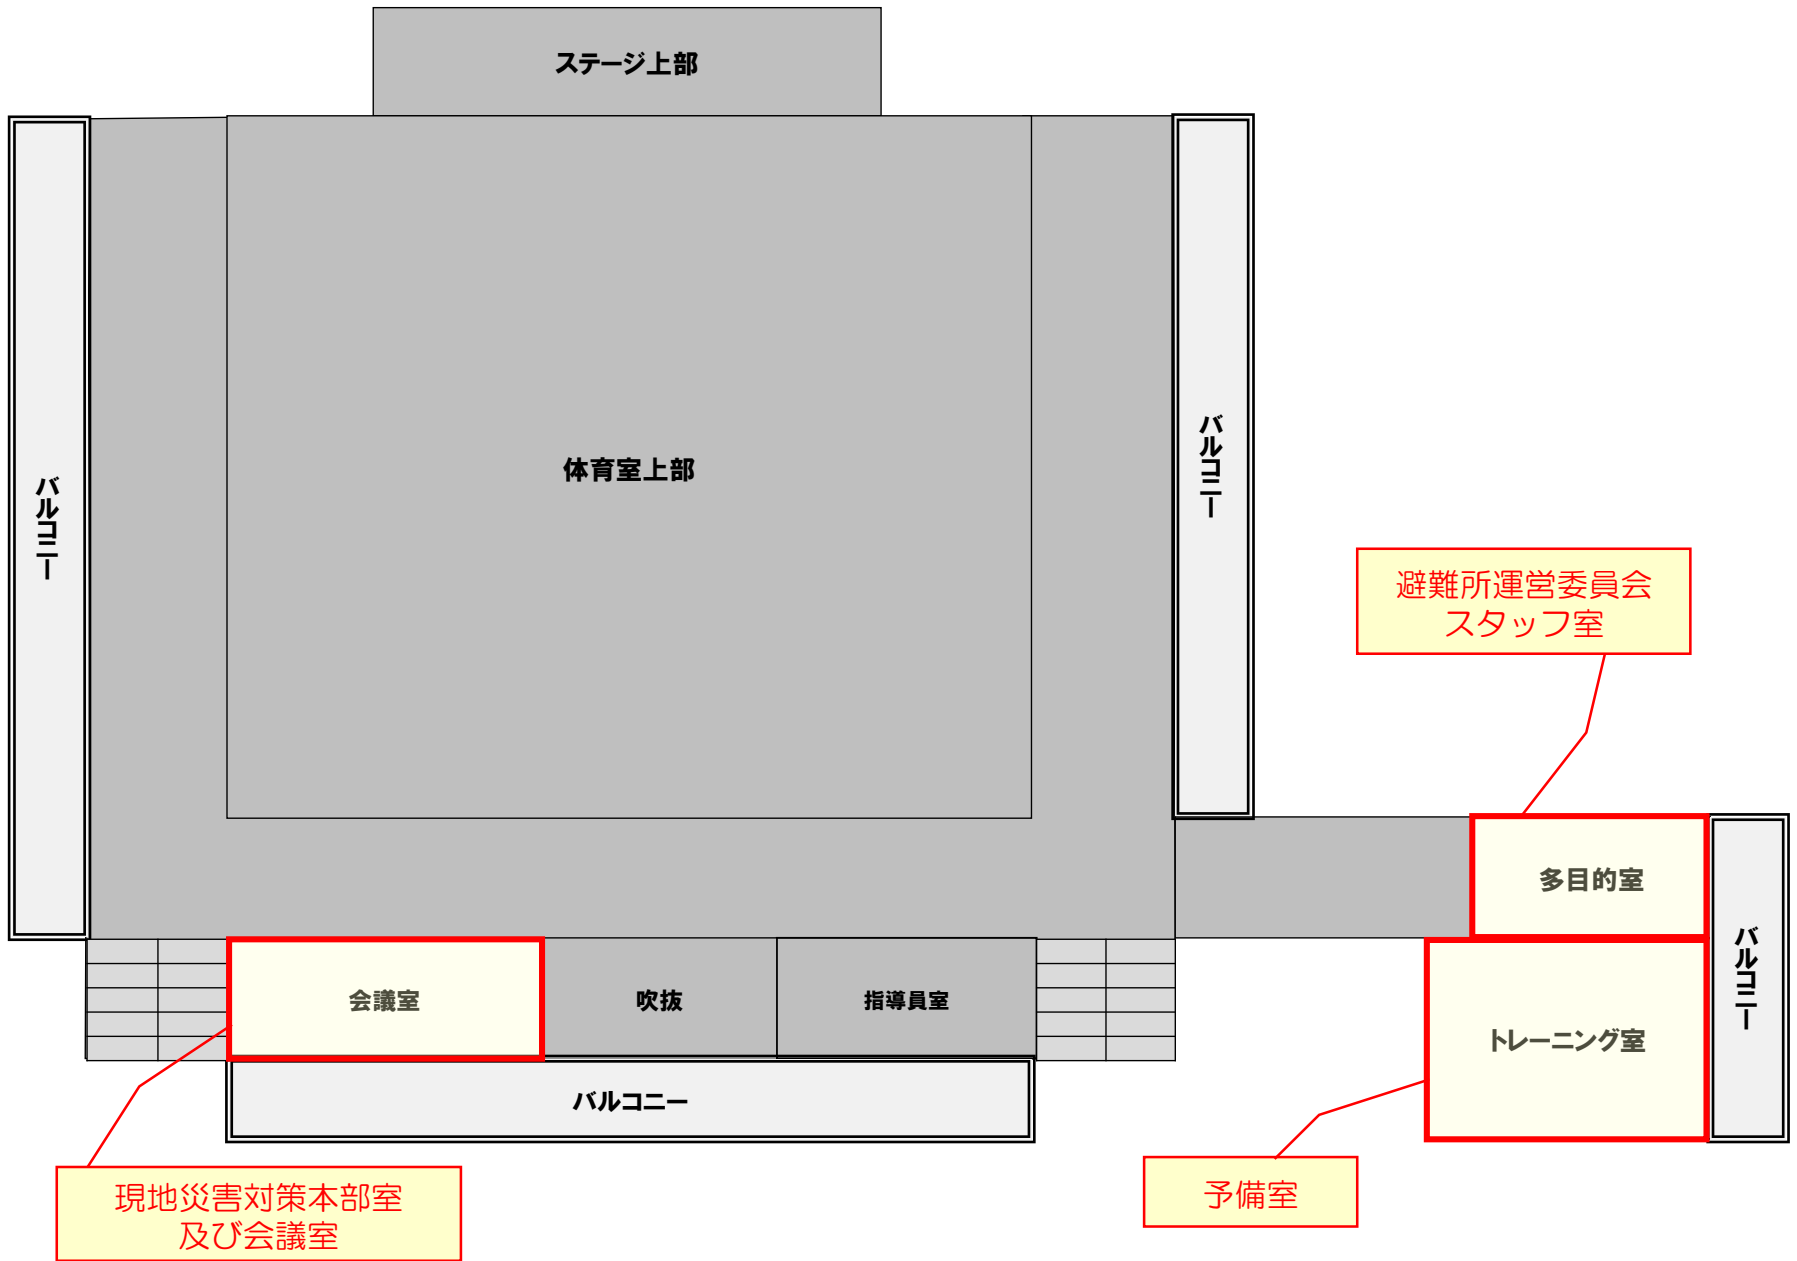 ステージ上部
バルコニー
体育室上部
バルコニー
避難所運営委員会
スタッフ室
多目的室
バルコニー
会議室
吹抜
指導員室
トレーニング室
バルコニー
現地災害対策本部室
及び会議室
予備室